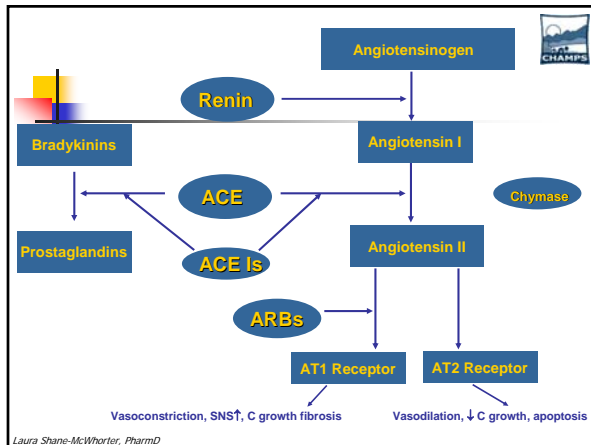 Angiotensinogen
CHAMPS
Renin
Bradykinins
Angiotensin I
ACE
Chymase
Prostaglandins
ACE Is
Angiotensin II
ARBs
AT1 Receptor
AT2 Receptor
Vasoconstriction, SNS↑, C growth fibrosis
Vasodilation, ↓ C growth, apoptosis
Laura Shane-McWhorter, PharmD